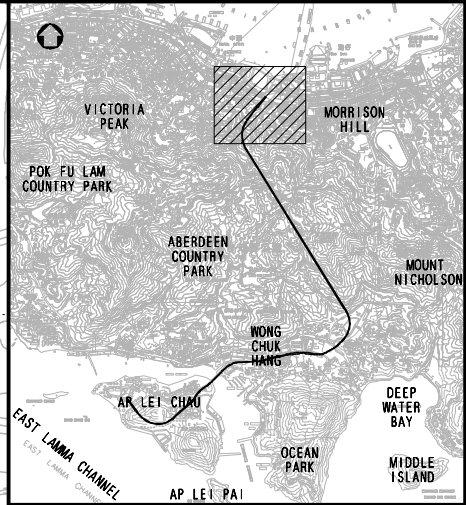 VICTORIA
PEAK
MORRISON
HILL
POK FU LAM
COUNTRY PARK
ABERDEEN
COUNTRY
PARK
MOUNT
NICHOLSON
WONG
CHUK
HANG
AP LEI CHAU
DEEP
WATER
BAY
EAST LAMMA CHANNEL
EAST LAMMA CHANNEL
OCEAN
PARK
MIDDLE
ISLAND
AP LEI PAI